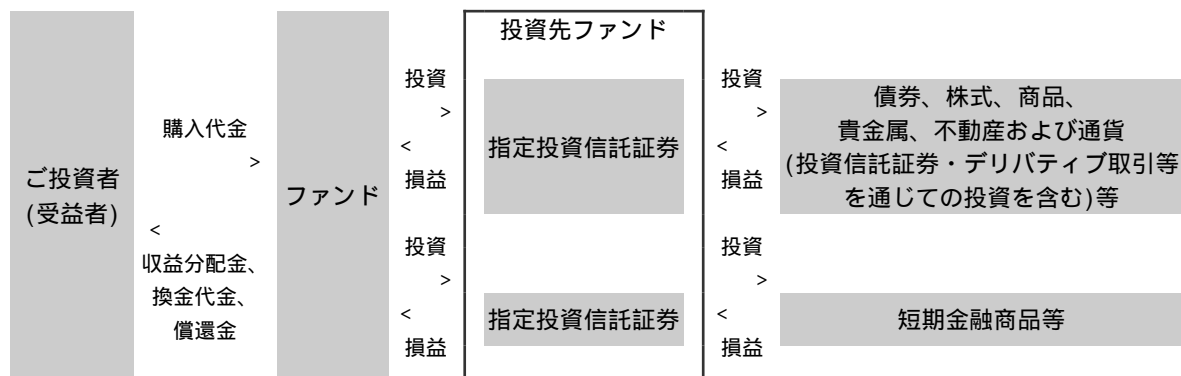 投資先ファンド
ご投資者
(受益者)
購入代金
>
<
収益分配金、
換金代金、
償還金
ファンド
投資
>
<
損益
指定投資信託証券
投資
>
<
損益
債券、株式、商品、
貴金属、不動産および通貨
(投資信託証券・デリバティブ取引等
を通じての投資を含む)等
投資
>
<
損益
指定投資信託証券
投資
>
<
損益
短期金融商品等